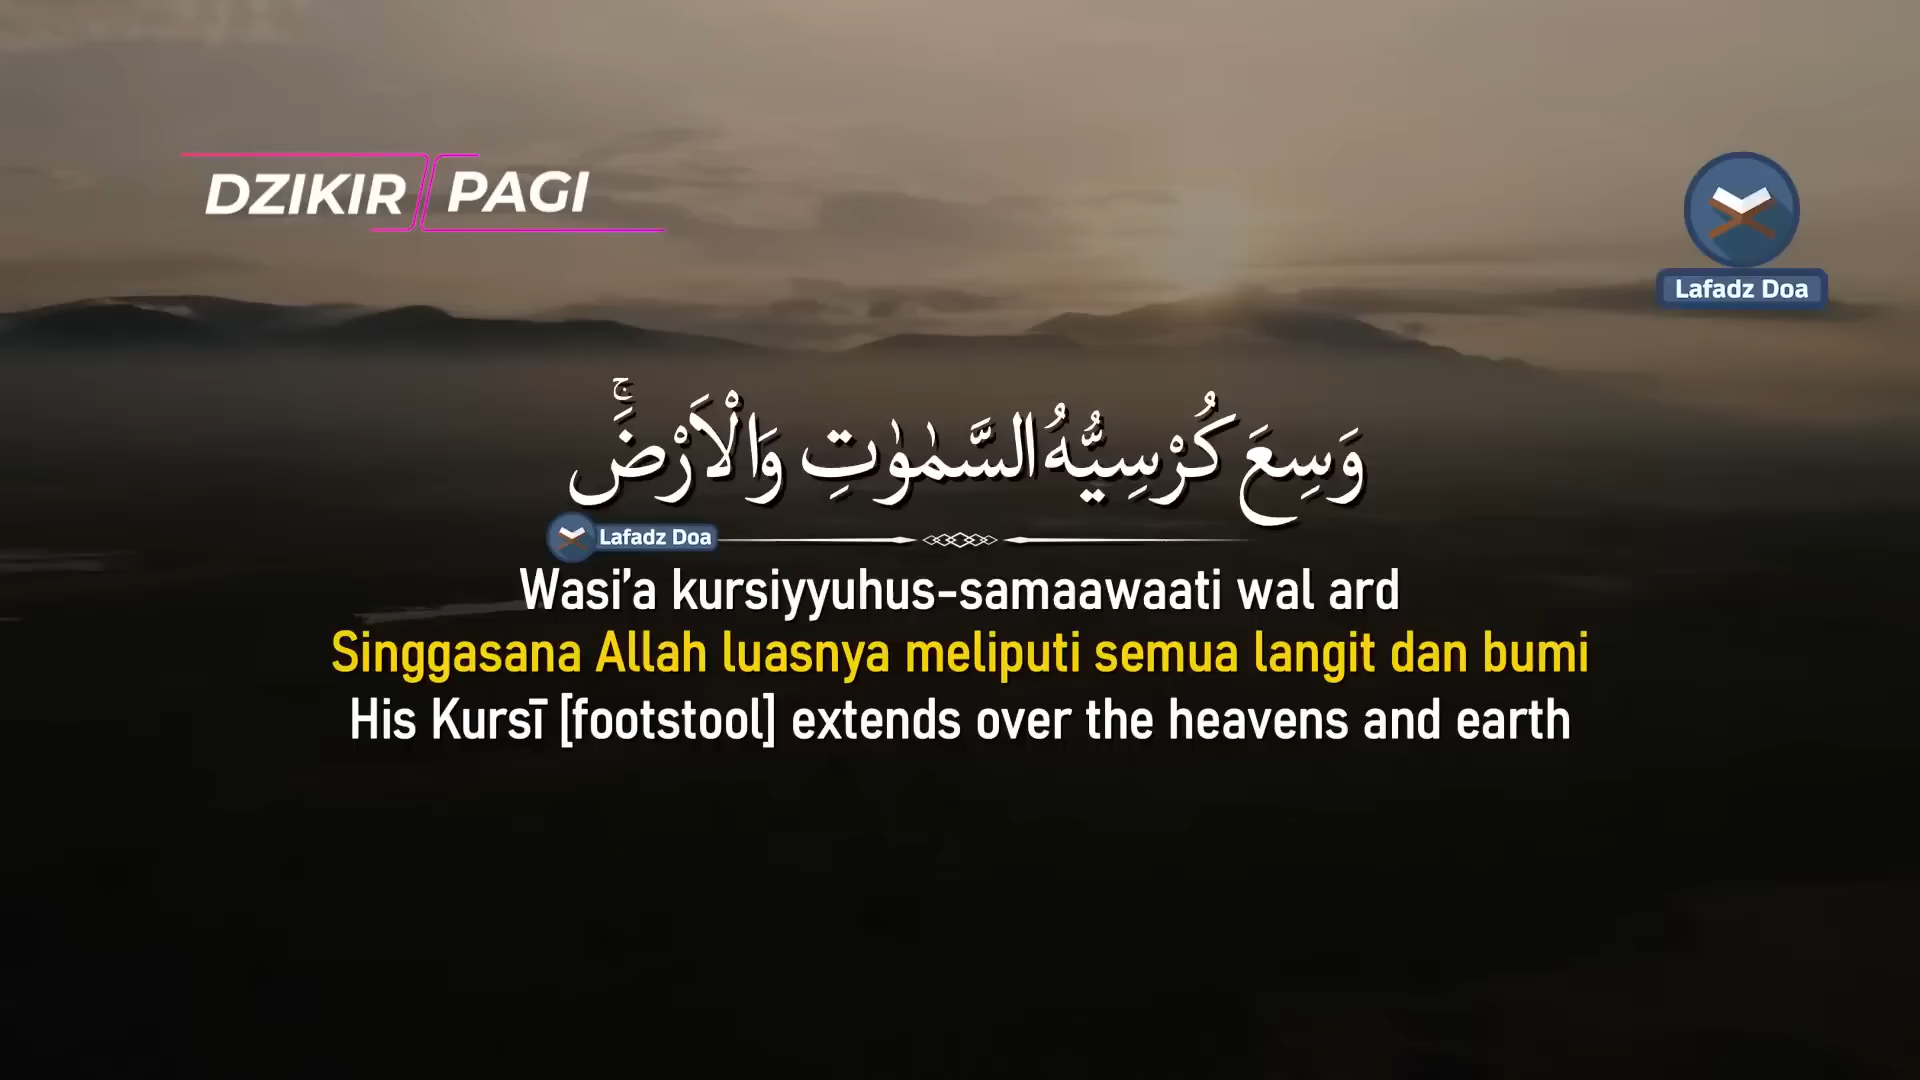 DZIKIR PAGI
Lafadz Doa
وَسِعَ كُرْسِيُّهُ السَّمٰوٰتِ وَالْاَرْضَۚ
Lafadz Doa
Wasi’a kursiyyuhus-samaawaati wal ard
Singgasana Allah luasnya meliputi semua langit dan bumi
His Kursī [footstool] extends over the heavens and earth